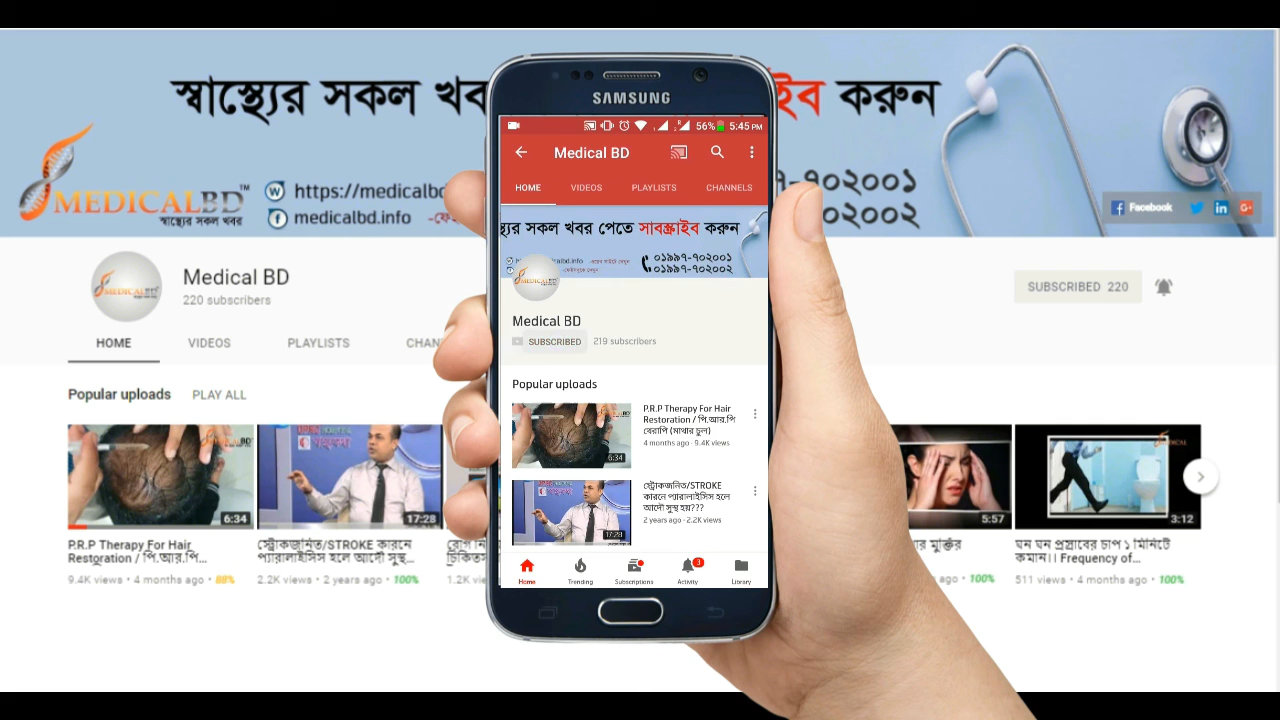 স্বাস্থ্যের সকল খব
ইব করুন
MEDICALBD™
স্বাস্থ্যের সকল খবর
https://medicalbd
medicalbd.info
-৭০২০০১
৭০২০০২
Facebook
Medical BD
220 subscribers
SUBSCRIBED 220
HOME VIDEOS PLAYLISTS CHAN
Popular uploads PLAY ALL
6:34
17:28
5:57
3:12
P.R.P Therapy For Hair
Restoration / পি.আর.পি...
9.4K views • 4 months ago • 88%
স্ট্রোকজনিত/STROKE কারনে
প্যারালাইসিস হলে আদৌ সুস্থ...
2.2K views • 2 years ago • 100%
1.2K vie
ago • 100%
ঘন ঘন প্রস্রাবের চাপ ১ মিনিটে
কমান।। Frequency of...
511 views • 4 months ago • 100%
SAMSUNG
56% 5:45 PM
Medical BD
HOME VIDEOS PLAYLISTS CHANNELS
স্থ্যের সকল খবর পেতে সাবস্ক্রাইব করুন
০১৯৯৭-৭০২০০১
০১৯৯৭-৭০২০০২
Medical BD
SUBSCRIBED 219 subscribers
Popular uploads
P.R.P Therapy For Hair
Restoration / পি.আর.পি
থেরাপি (মাথার চুল)
4 months ago · 9.4K views
6:34
স্ট্রোকজনিত/STROKE
কারনে প্যারালাইসিস হলে
আদৌ সুস্থ হয়???
2 years ago · 2.2K views
17:28
3
Home Trending Subscriptions Activity Library